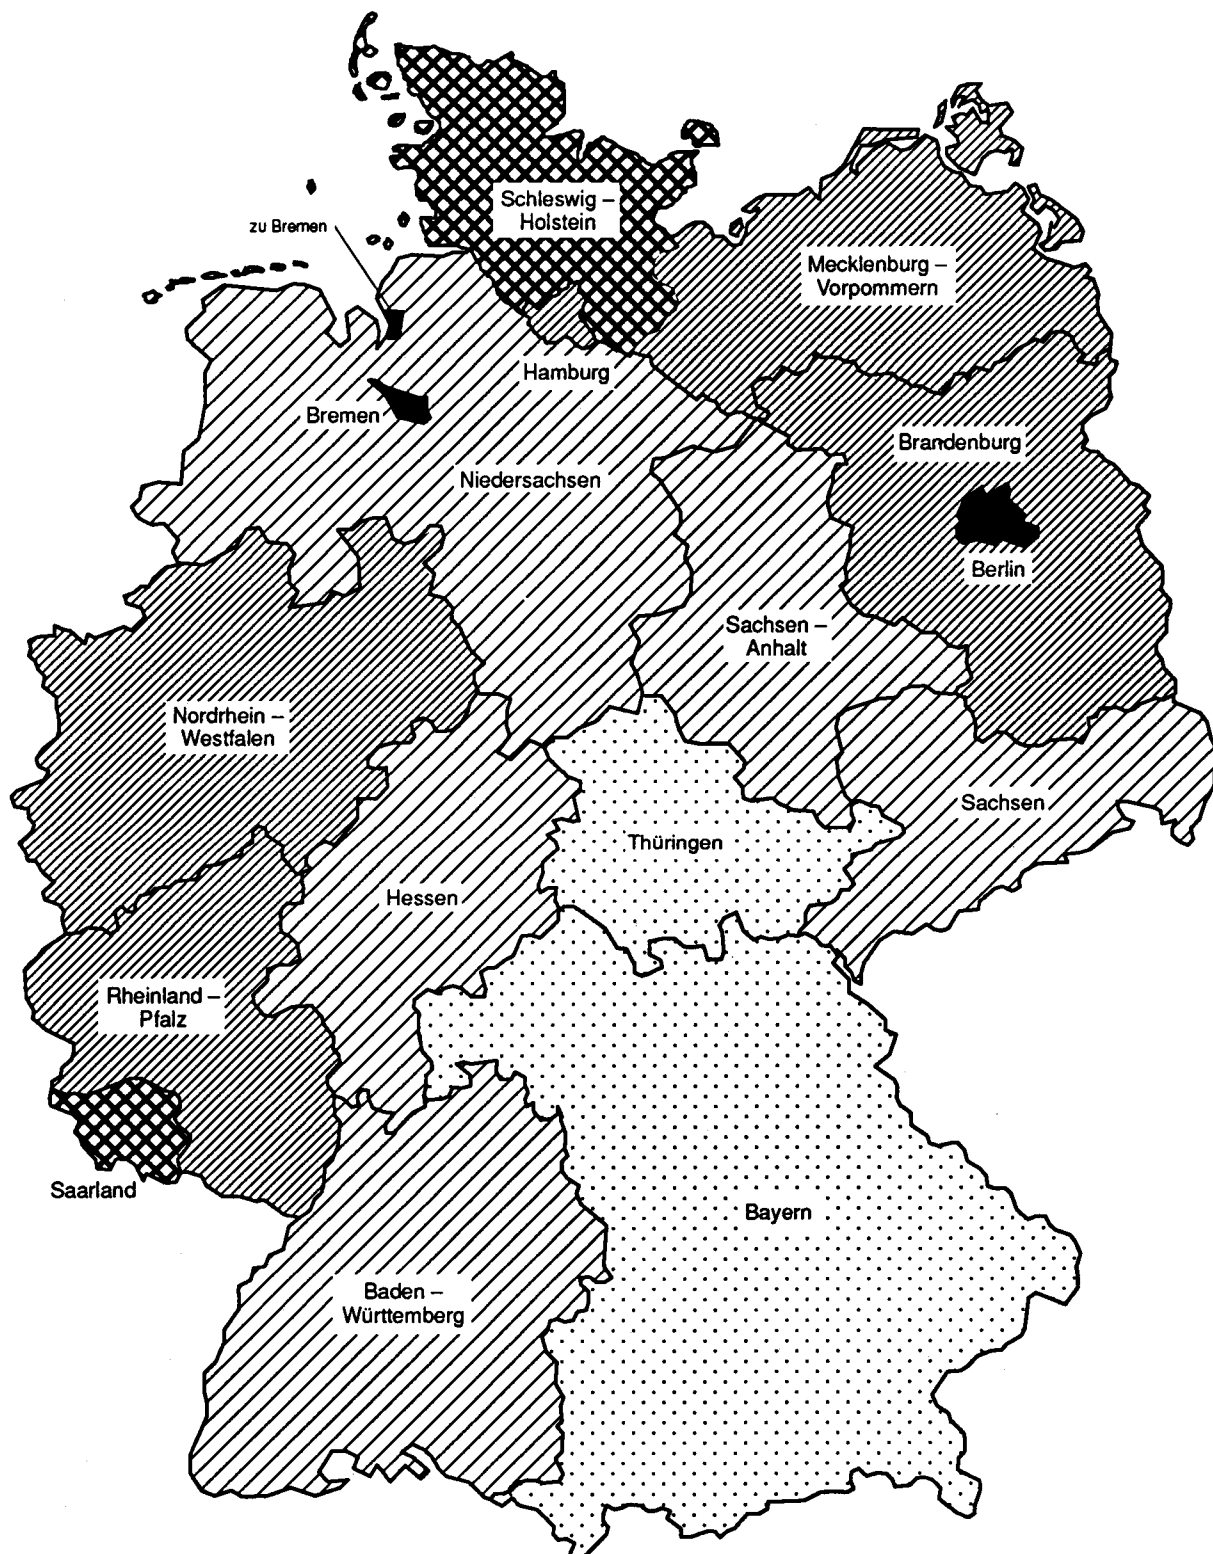 Schleswig –
Holstein
zu Bremen
Mecklenburg –
Vorpommern
Hamburg
Bremen
Brandenburg
Niedersachsen
Berlin
Sachsen –
Anhalt
Nordrhein –
Westfalen
Sachsen
Thüringen
Hessen
Rheinland –
Pfalz
Saarland
Bayern
Baden –
Württemberg